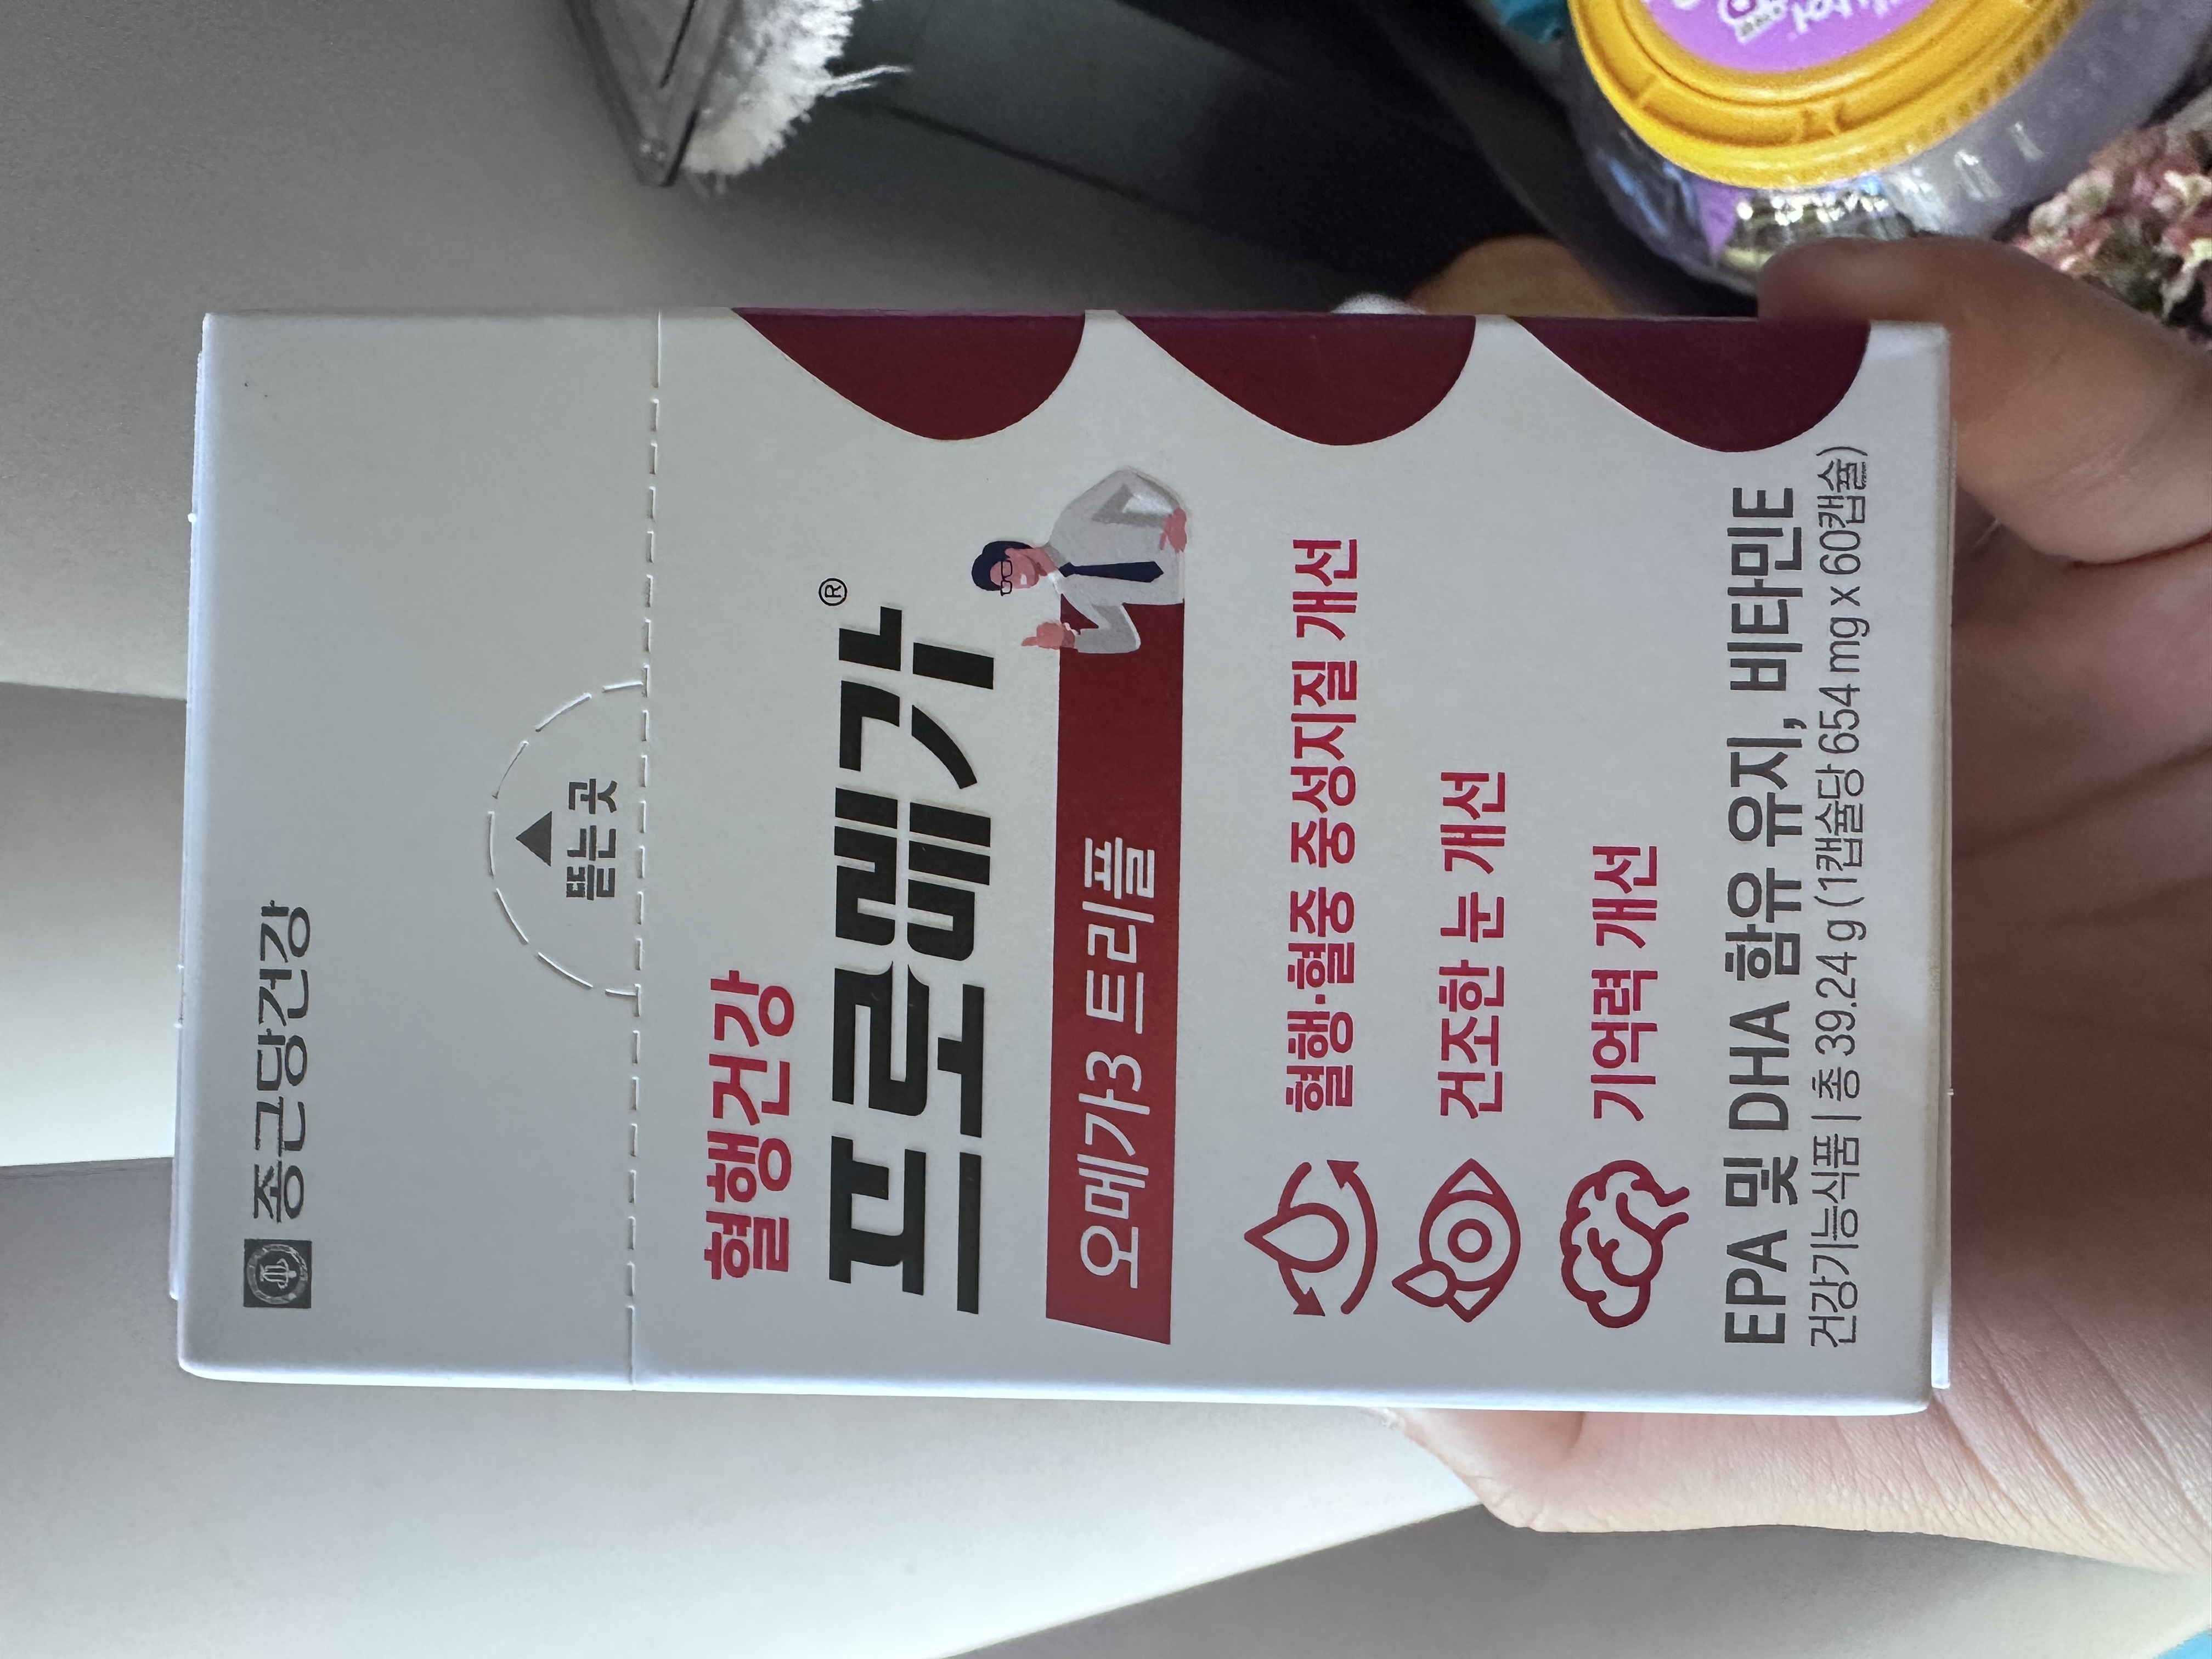 종근당건강
뜯는 곳
혈행건강
프로메가®
오메가3 트리플
혈행·혈중 중성지질 개선
건조한 눈 개선
기억력 개선
EPA 및 DHA 함유 유지, 비타민E
건강기능식품 | 총 39.24 g (1캡슐당 654 mg x 60캡슐)